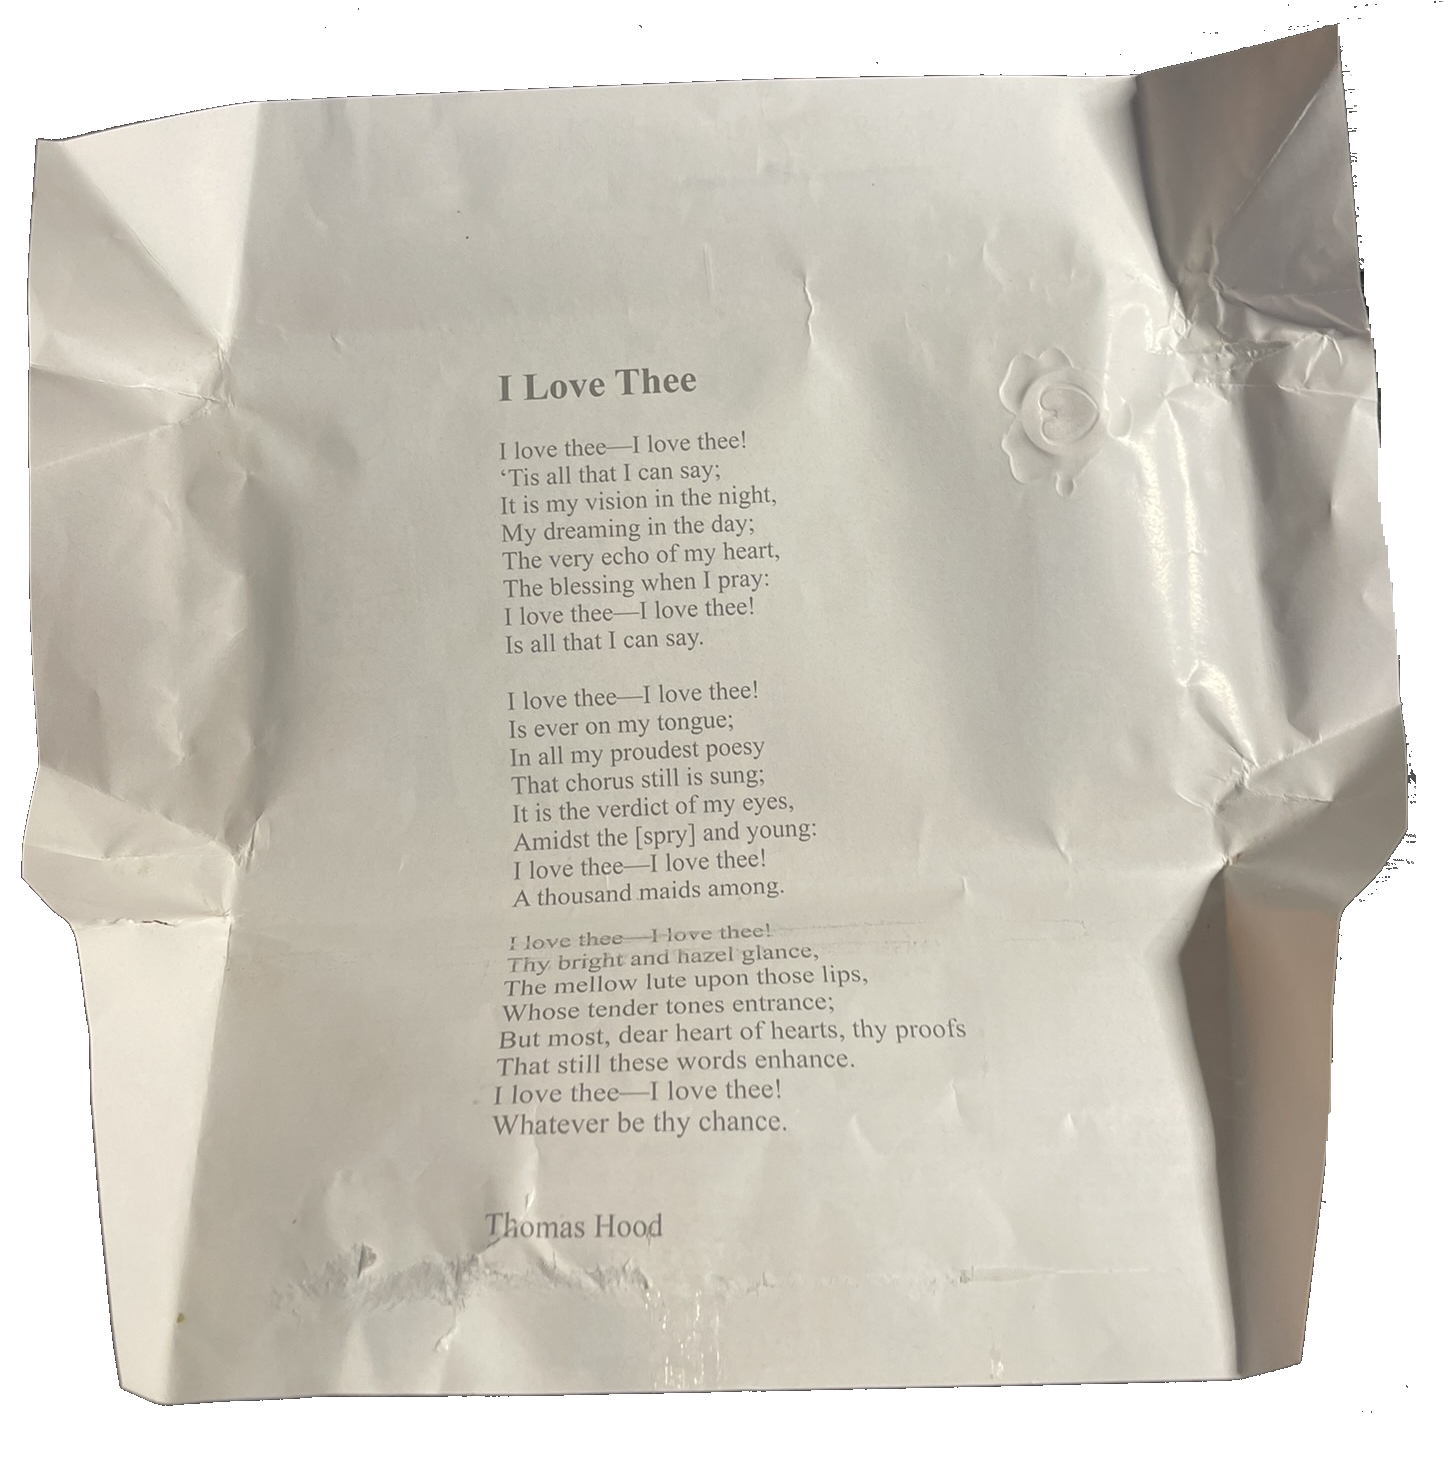 I Love Thee
I love thee—I love thee!
‘Tis all that I can say;
It is my vision in the night,
My dreaming in the day;
The very echo of my heart,
The blessing when I pray:
I love thee—I love thee!
Is all that I can say.
I love thee—I love thee!
Is ever on my tongue;
In all my proudest poesy
That chorus still is sung;
It is the verdict of my eyes,
Amidst the [spry] and young:
I love thee—I love thee!
A thousand maids among.
I love thee—I love thee!
Thy bright and hazel glance,
The mellow lute upon those lips,
Whose tender tones entrance;
But most, dear heart of hearts, thy proofs
That still these words enhance.
I love thee—I love thee!
Whatever be thy chance.
Thomas Hood